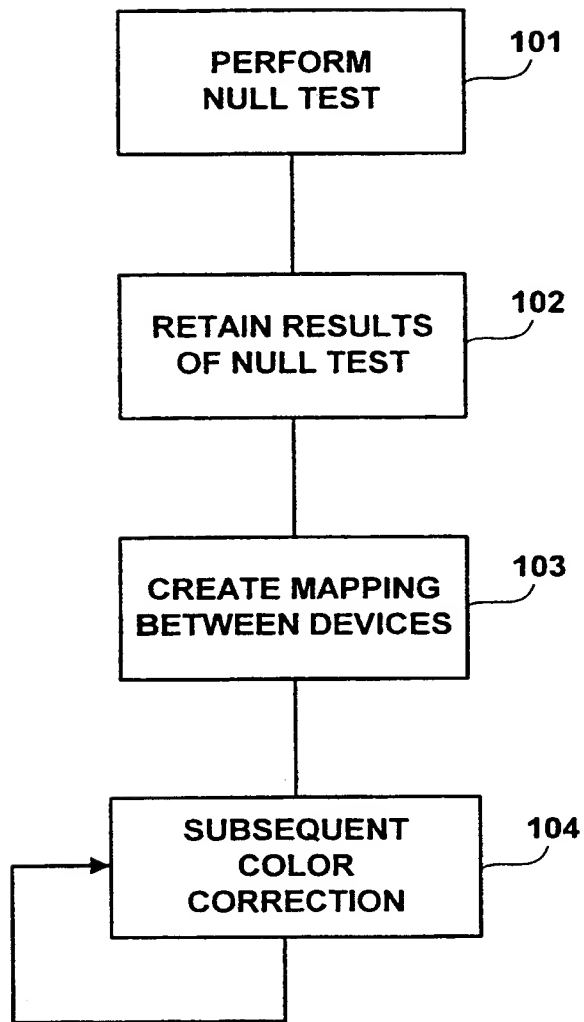 PERFORM
NULL TEST
101
RETAIN RESULTS
OF NULL TEST
102
CREATE MAPPING
BETWEEN DEVICES
103
SUBSEQUENT
COLOR
CORRECTION
104